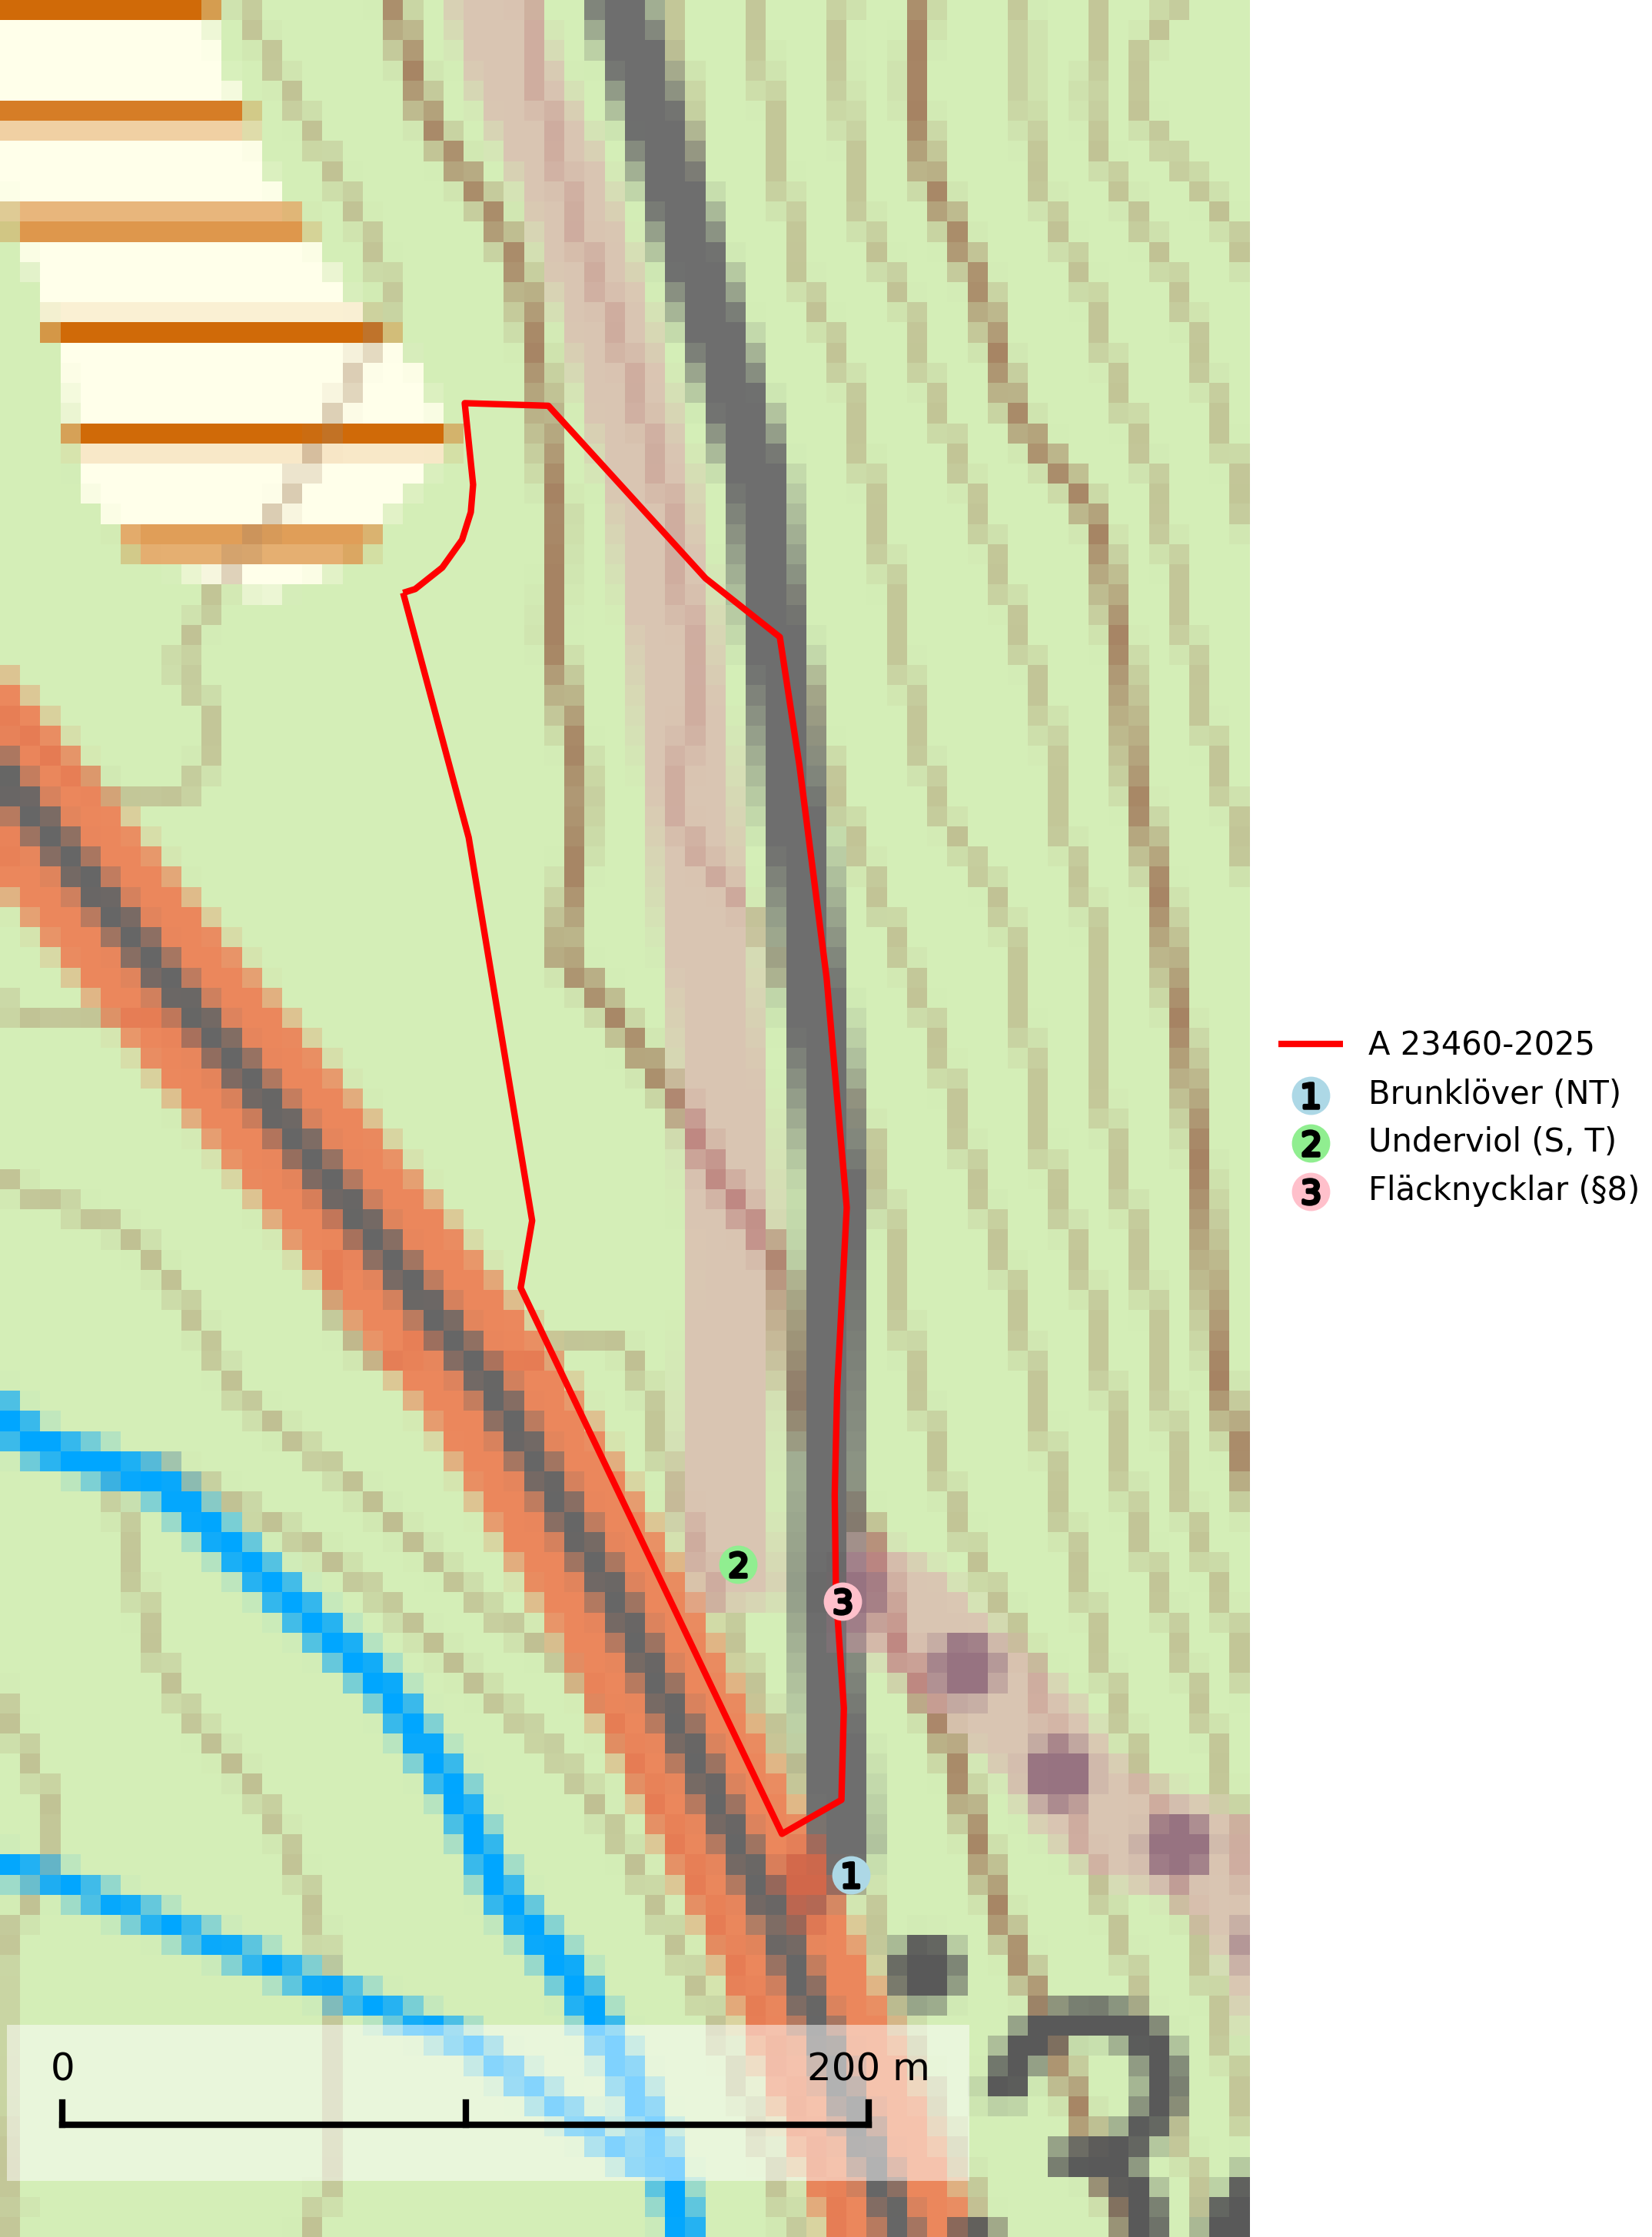 A 23460-2025
1 Brunklöver (NT)
2 Underviol (S, T)
3 Fläcknycklar (§8)
2
3
1
0 200 m